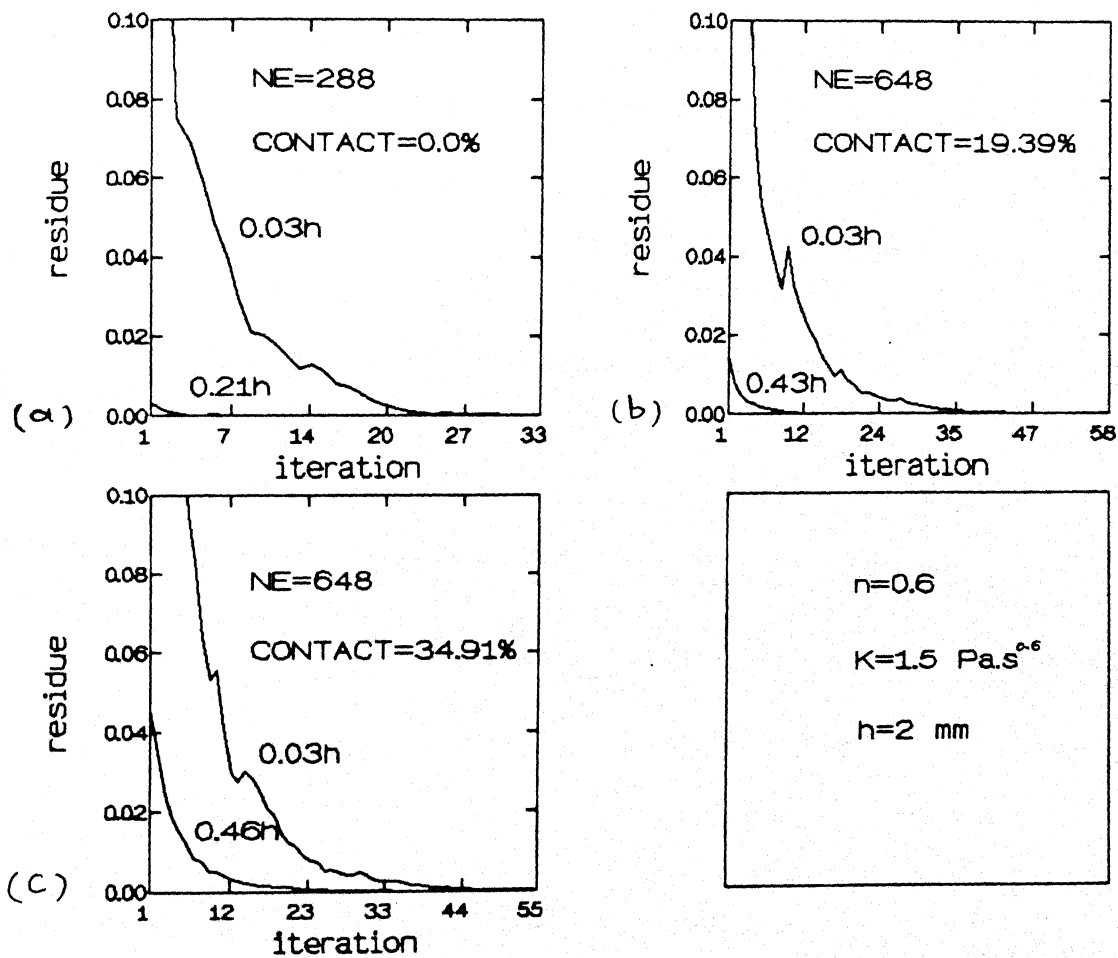 0.10
0.08
0.06
0.04
0.02
0.00
residue
NE=288
CONTACT=0.0%
0.03h
0.21h
(a)
1 7 14 20 27 33
iteration
0.10
0.08
0.06
0.04
0.02
0.00
residue
NE=648
CONTACT=19.39%
0.03h
0.43h
(b)
1 12 24 35 47 58
iteration
0.10
0.08
0.06
0.04
0.02
0.00
residue
NE=648
CONTACT=34.91%
0.03h
0.46h
(c)
1 12 23 33 44 55
iteration
n=0.6
K=1.5 Pa.s^0.6
h=2 mm